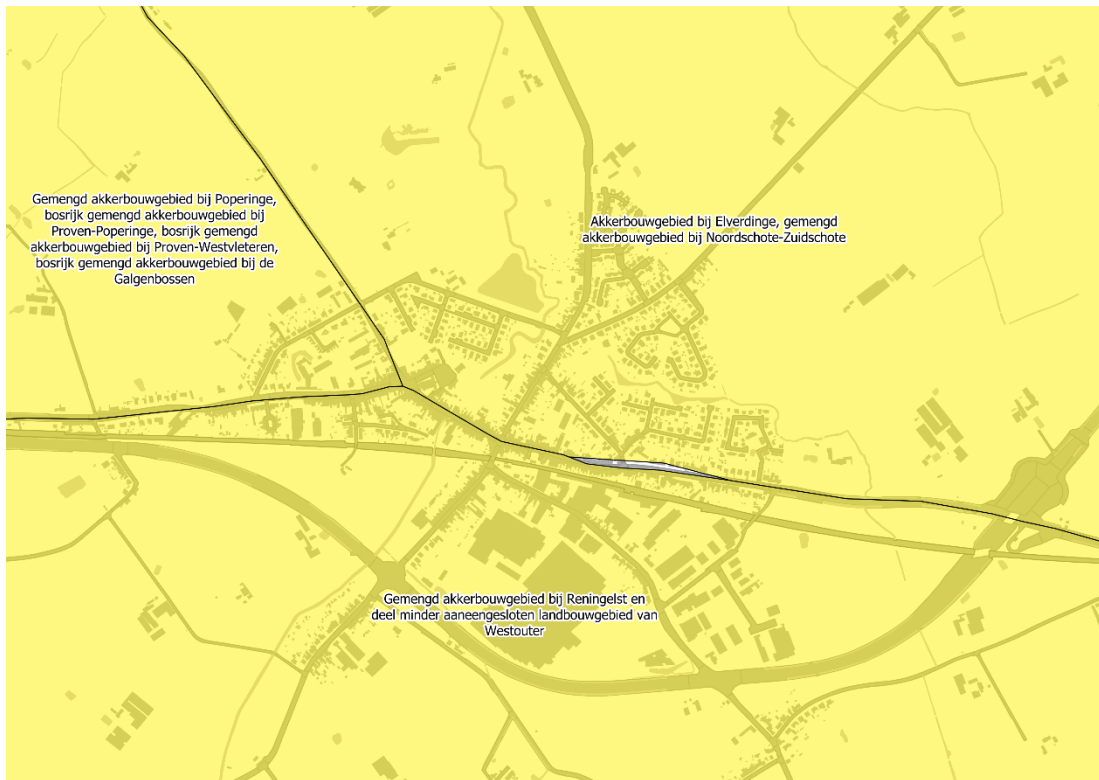 Gemengd akkerbouwgebied bij Poperinge,
bosrijk gemengd akkerbouwgebied bij
Proven-Poperinge, bosrijk gemengd
akkerbouwgebied bij Proven-Westvleteren,
bosrijk gemengd akkerbouwgebied bij de
Galgenbossen
Akkerbouwgebied bij Elverdinge, gemengd
akkerbouwgebied bij Noordschote-Zuidschote
Gemengd akkerbouwgebied bij Reningelst en
deel minder aaneengesloten landbouwgebied van
Westouter